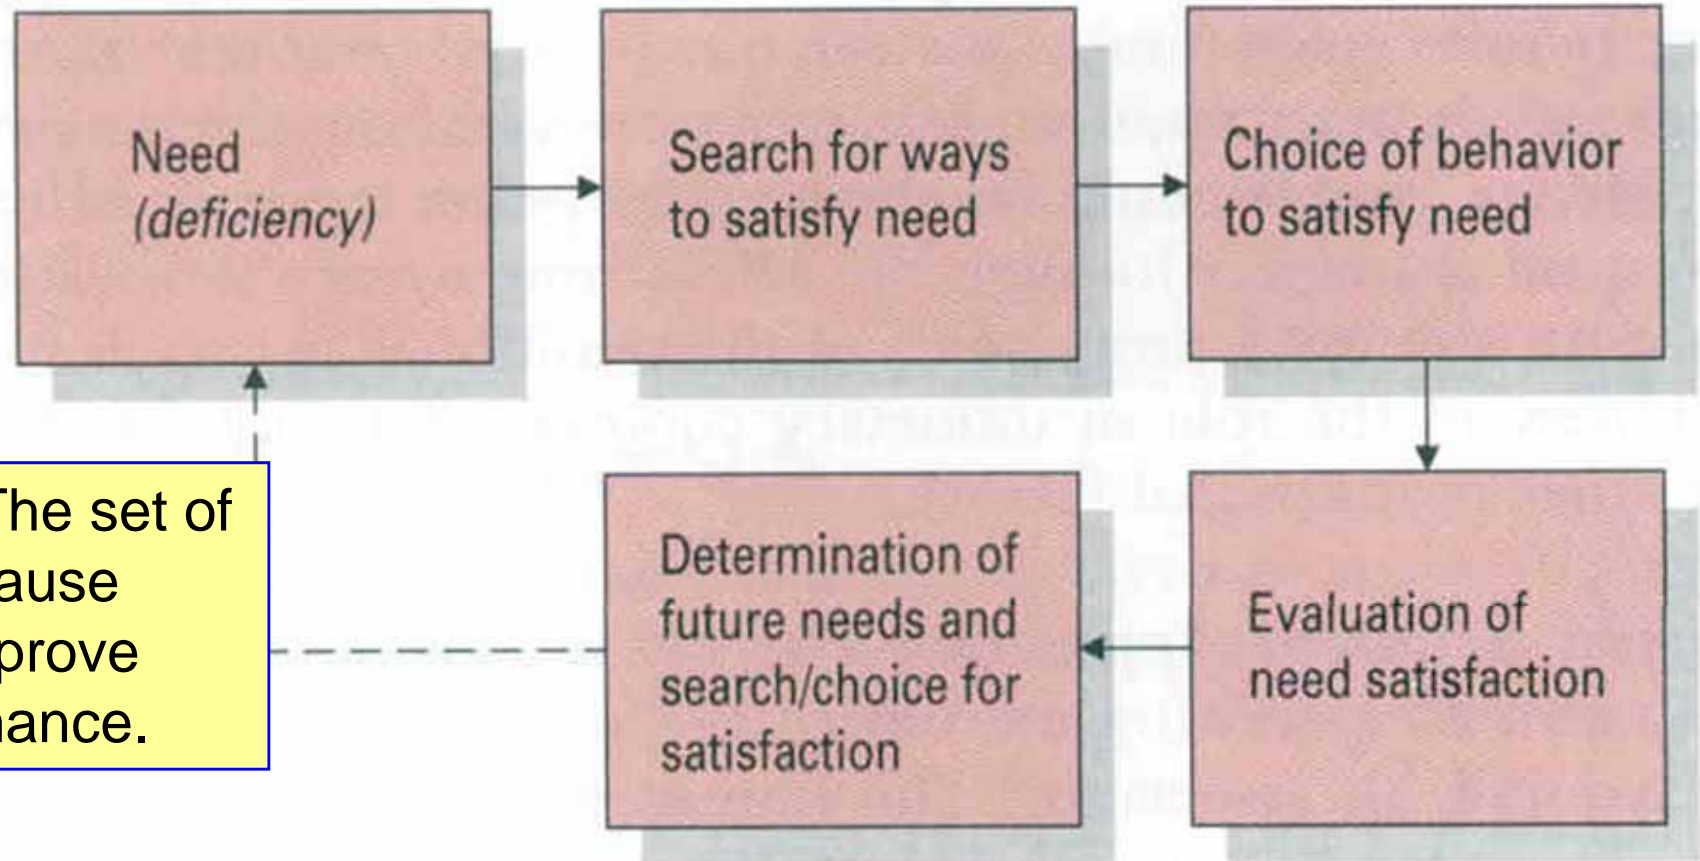 Need
(deficiency)
Search for ways
to satisfy need
Choice of behavior
to satisfy need
The set of
ause
prove
ance.
Determination of
future needs and
search/choice for
satisfaction
Evaluation of
need satisfaction